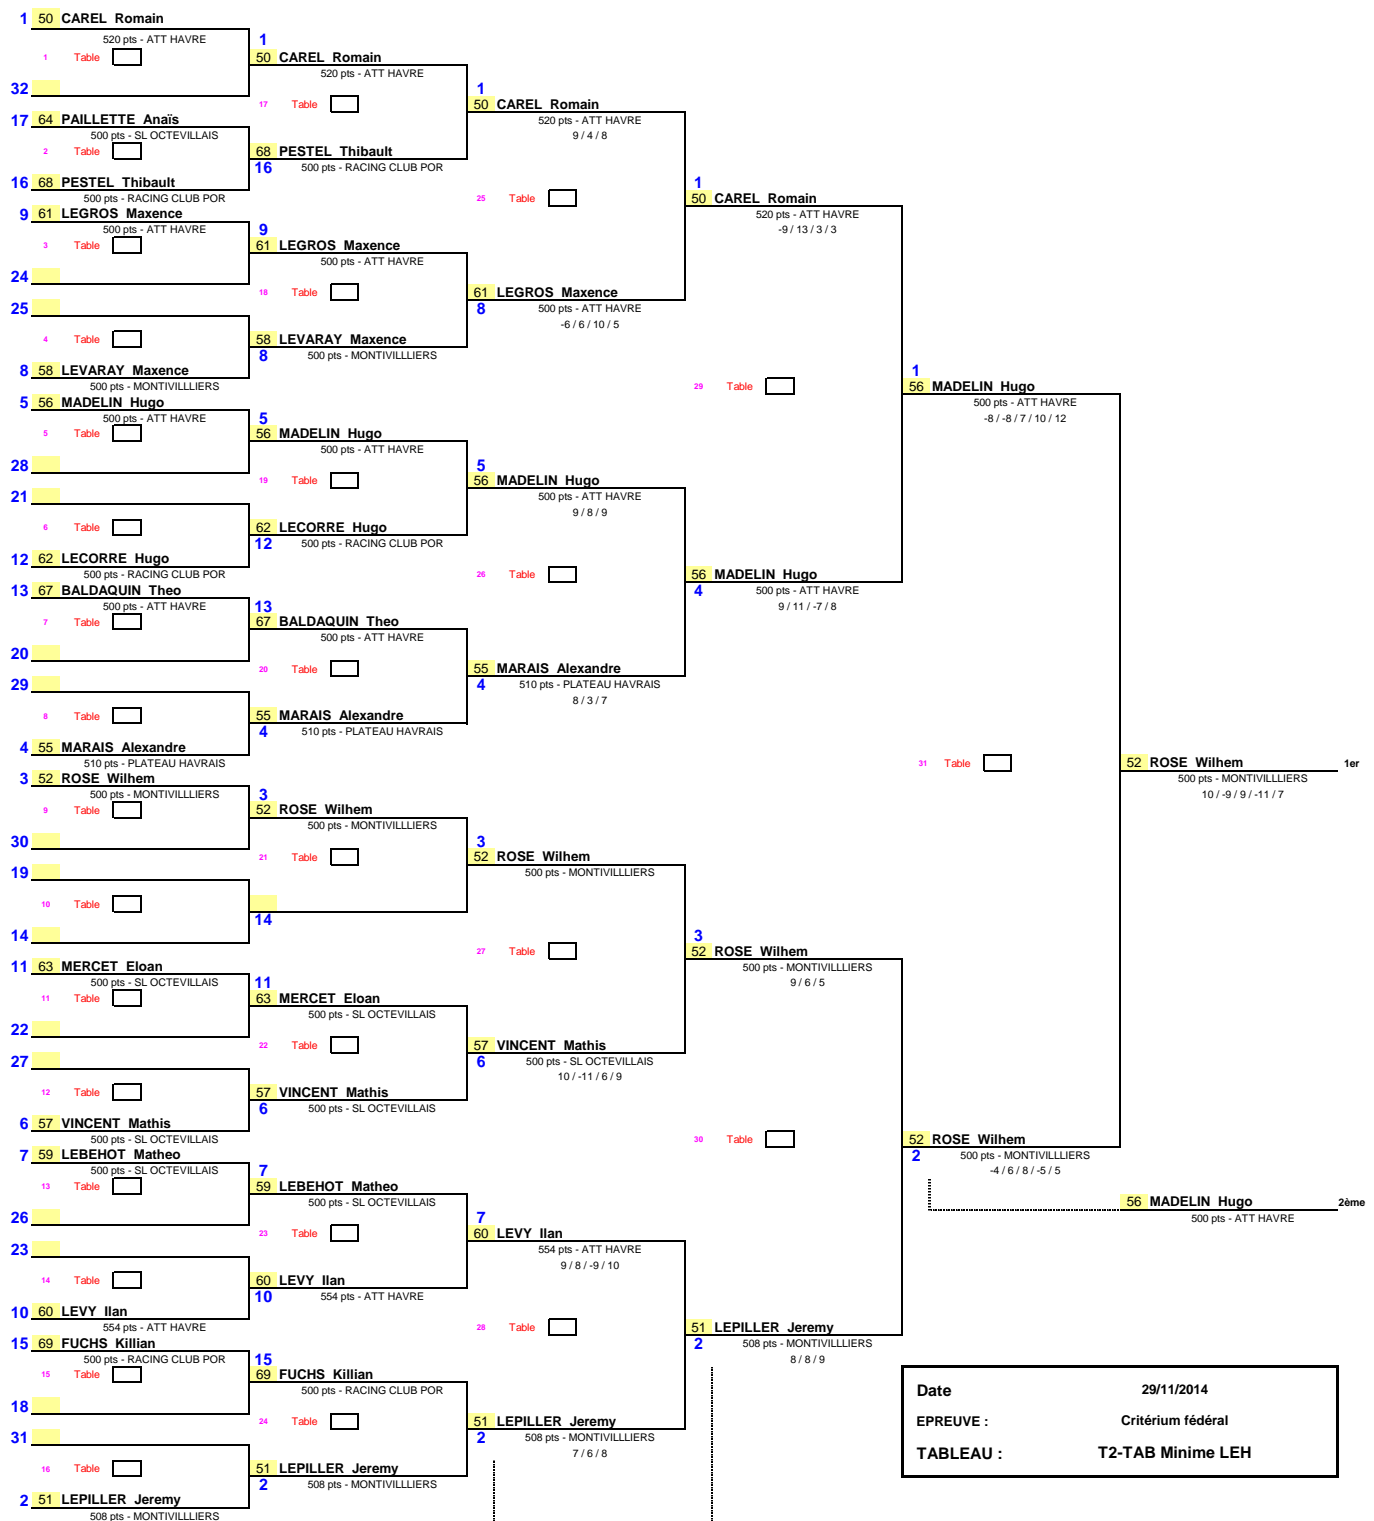 1 50 CAREL Romain
520 pts - ATT HAVRE
1 Table
32
17 64 PAILLETTE Anaïs
500 pts - SL OCTEVILLAIS
2 Table
16 68 PESTEL Thibault
500 pts - RACING CLUB POR
9 61 LEGROS Maxence
500 pts - ATT HAVRE
3 Table
24
25
4 Table
8 58 LEVARAY Maxence
500 pts - MONTIVILLLIERS
5 56 MADELIN Hugo
500 pts - ATT HAVRE
5 Table
28
21
6 Table
12 62 LECORRE Hugo
500 pts - RACING CLUB POR
13 67 BALDAQUIN Theo
500 pts - ATT HAVRE
7 Table
20
29
8 Table
4 55 MARAIS Alexandre
510 pts - PLATEAU HAVRAIS
3 52 ROSE Wilhem
500 pts - MONTIVILLLIERS
9 Table
30
19
10 Table
14
11 63 MERCET Eloan
500 pts - SL OCTEVILLAIS
11 Table
22
27
12 Table
6 57 VINCENT Mathis
500 pts - SL OCTEVILLAIS
7 59 LEBEHOT Matheo
500 pts - SL OCTEVILLAIS
13 Table
26
23
14 Table
10 60 LEVY Ilan
554 pts - ATT HAVRE
15 69 FUCHS Killian
500 pts - RACING CLUB POR
15 Table
18
31
16 Table
2 51 LEPILLER Jeremy
508 pts - MONTIVILLLIERS
1
50 CAREL Romain
520 pts - ATT HAVRE
17 Table
68 PESTEL Thibault
16 500 pts - RACING CLUB POR
9
61 LEGROS Maxence
500 pts - ATT HAVRE
18 Table
58 LEVARAY Maxence
8 500 pts - MONTIVILLLIERS
5
56 MADELIN Hugo
500 pts - ATT HAVRE
19 Table
62 LECORRE Hugo
12 500 pts - RACING CLUB POR
13
67 BALDAQUIN Theo
500 pts - ATT HAVRE
20 Table
55 MARAIS Alexandre
4 510 pts - PLATEAU HAVRAIS
3
52 ROSE Wilhem
500 pts - MONTIVILLLIERS
21 Table
14
11
63 MERCET Eloan
500 pts - SL OCTEVILLAIS
22 Table
57 VINCENT Mathis
6 500 pts - SL OCTEVILLAIS
7
59 LEBEHOT Matheo
500 pts - SL OCTEVILLAIS
23 Table
60 LEVY Ilan
10 554 pts - ATT HAVRE
15
69 FUCHS Killian
500 pts - RACING CLUB POR
24 Table
51 LEPILLER Jeremy
2 508 pts - MONTIVILLLIERS
1
50 CAREL Romain
520 pts - ATT HAVRE
9 / 4 / 8
25 Table
61 LEGROS Maxence
8 500 pts - ATT HAVRE
-6 / 6 / 10 / 5
5
56 MADELIN Hugo
500 pts - ATT HAVRE
9 / 8 / 9
26 Table
55 MARAIS Alexandre
4 510 pts - PLATEAU HAVRAIS
8 / 3 / 7
3
52 ROSE Wilhem
500 pts - MONTIVILLLIERS
27 Table
57 VINCENT Mathis
6 500 pts - SL OCTEVILLAIS
10 / -11 / 6 / 9
7
60 LEVY Ilan
554 pts - ATT HAVRE
9 / 8 / -9 / 10
28 Table
51 LEPILLER Jeremy
2 508 pts - MONTIVILLLIERS
7 / 6 / 8
1
50 CAREL Romain
520 pts - ATT HAVRE
-9 / 13 / 3 / 3
29 Table
56 MADELIN Hugo
4 500 pts - ATT HAVRE
9 / 11 / -7 / 8
3
52 ROSE Wilhem
500 pts - MONTIVILLLIERS
9 / 6 / 5
30 Table
51 LEPILLER Jeremy
2 508 pts - MONTIVILLLIERS
8 / 8 / 9
1
56 MADELIN Hugo
500 pts - ATT HAVRE
-8 / -8 / 7 / 10 / 12
31 Table
52 ROSE Wilhem
2 500 pts - MONTIVILLLIERS
-4 / 6 / 8 / -5 / 5
52 ROSE Wilhem 1er
500 pts - MONTIVILLLIERS
10 / -9 / 9 / -11 / 7
56 MADELIN Hugo 2ème
500 pts - ATT HAVRE
Date 29/11/2014
EPREUVE : Critérium fédéral
TABLEAU : T2-TAB Minime LEH